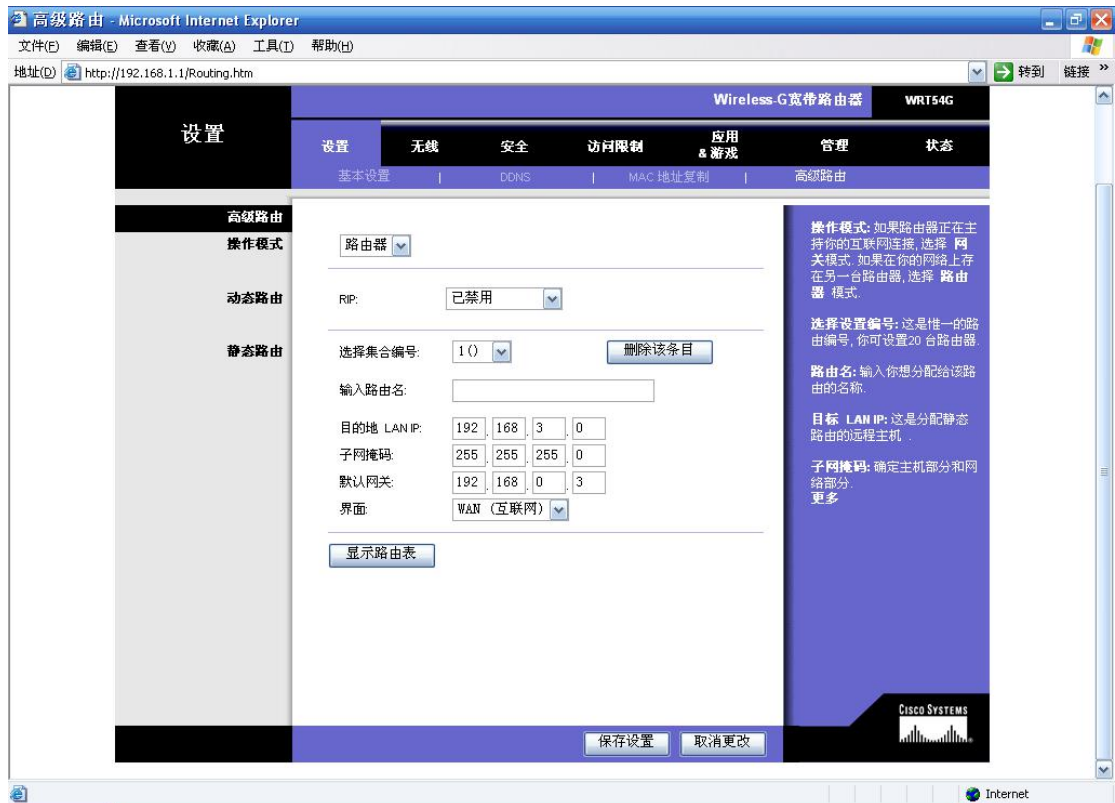 高级路由 - Microsoft Internet Explorer
文件(F) 编辑(E) 查看(V) 收藏(A) 工具(T) 帮助(H)
地址(D) http://192.168.1.1/Routing.htm 转到 链接 »
Wireless-G宽带路由器 WRT54G
设置
设置 无线 安全 访问限制 应用 & 游戏 管理 状态
基本设置 | DDNS | MAC 地址复制 | 高级路由
高级路由
操作模式
路由器
动态路由
RIP: 已禁用
静态路由
选择集合编号: 1() 删除该条目
输入路由名:
目的地 LAN IP: 192 . 168 . 3 . 0
子网掩码: 255 . 255 . 255 . 0
默认网关: 192 . 168 . 0 . 3
界面: WAN (互联网)
显示路由表
操作模式: 如果路由器正在主
持你的互联网连接, 选择 网
关模式. 如果在你的网络上存
在另一台路由器, 选择 路由
器 模式.
选择设置编号: 这是惟一的路
由编号, 你可设置20 台路由器.
路由名: 输入你想分配给该路
由的名称.
目标 LAN IP: 这是分配静态
路由的远程主机 .
子网掩码: 确定主机部分和网
络部分.
更多
CISCO SYSTEMS
保存设置 取消更改
Internet